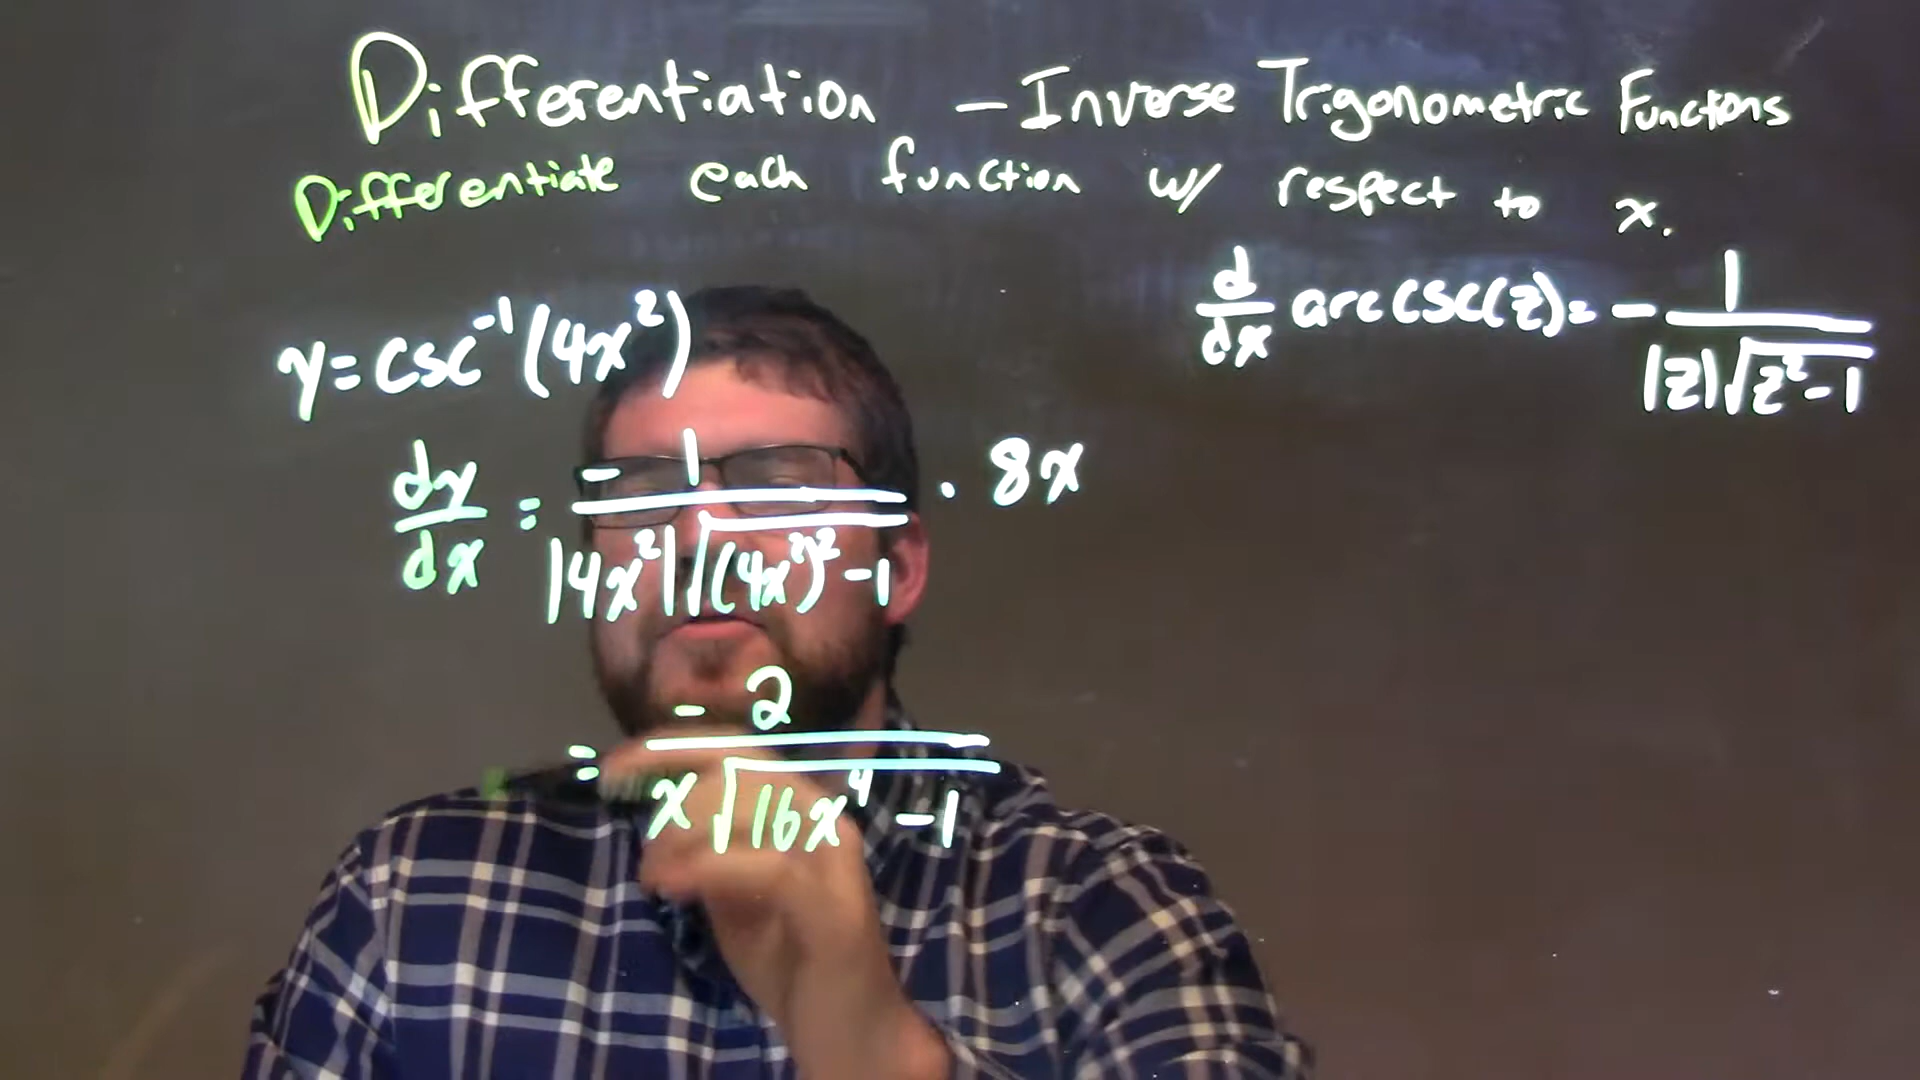 Differentiation – Inverse Trigonometric Functions
Differentiate each function w/ respect to x.
d/dx arccsc(z) = - 1/(|z|√(z²-1))
y = csc⁻¹(4x²)
dy/dx = - 1/(|4x²|√((4x²)²-1)) · 8x
= - 2/(x√(16x⁴-1))